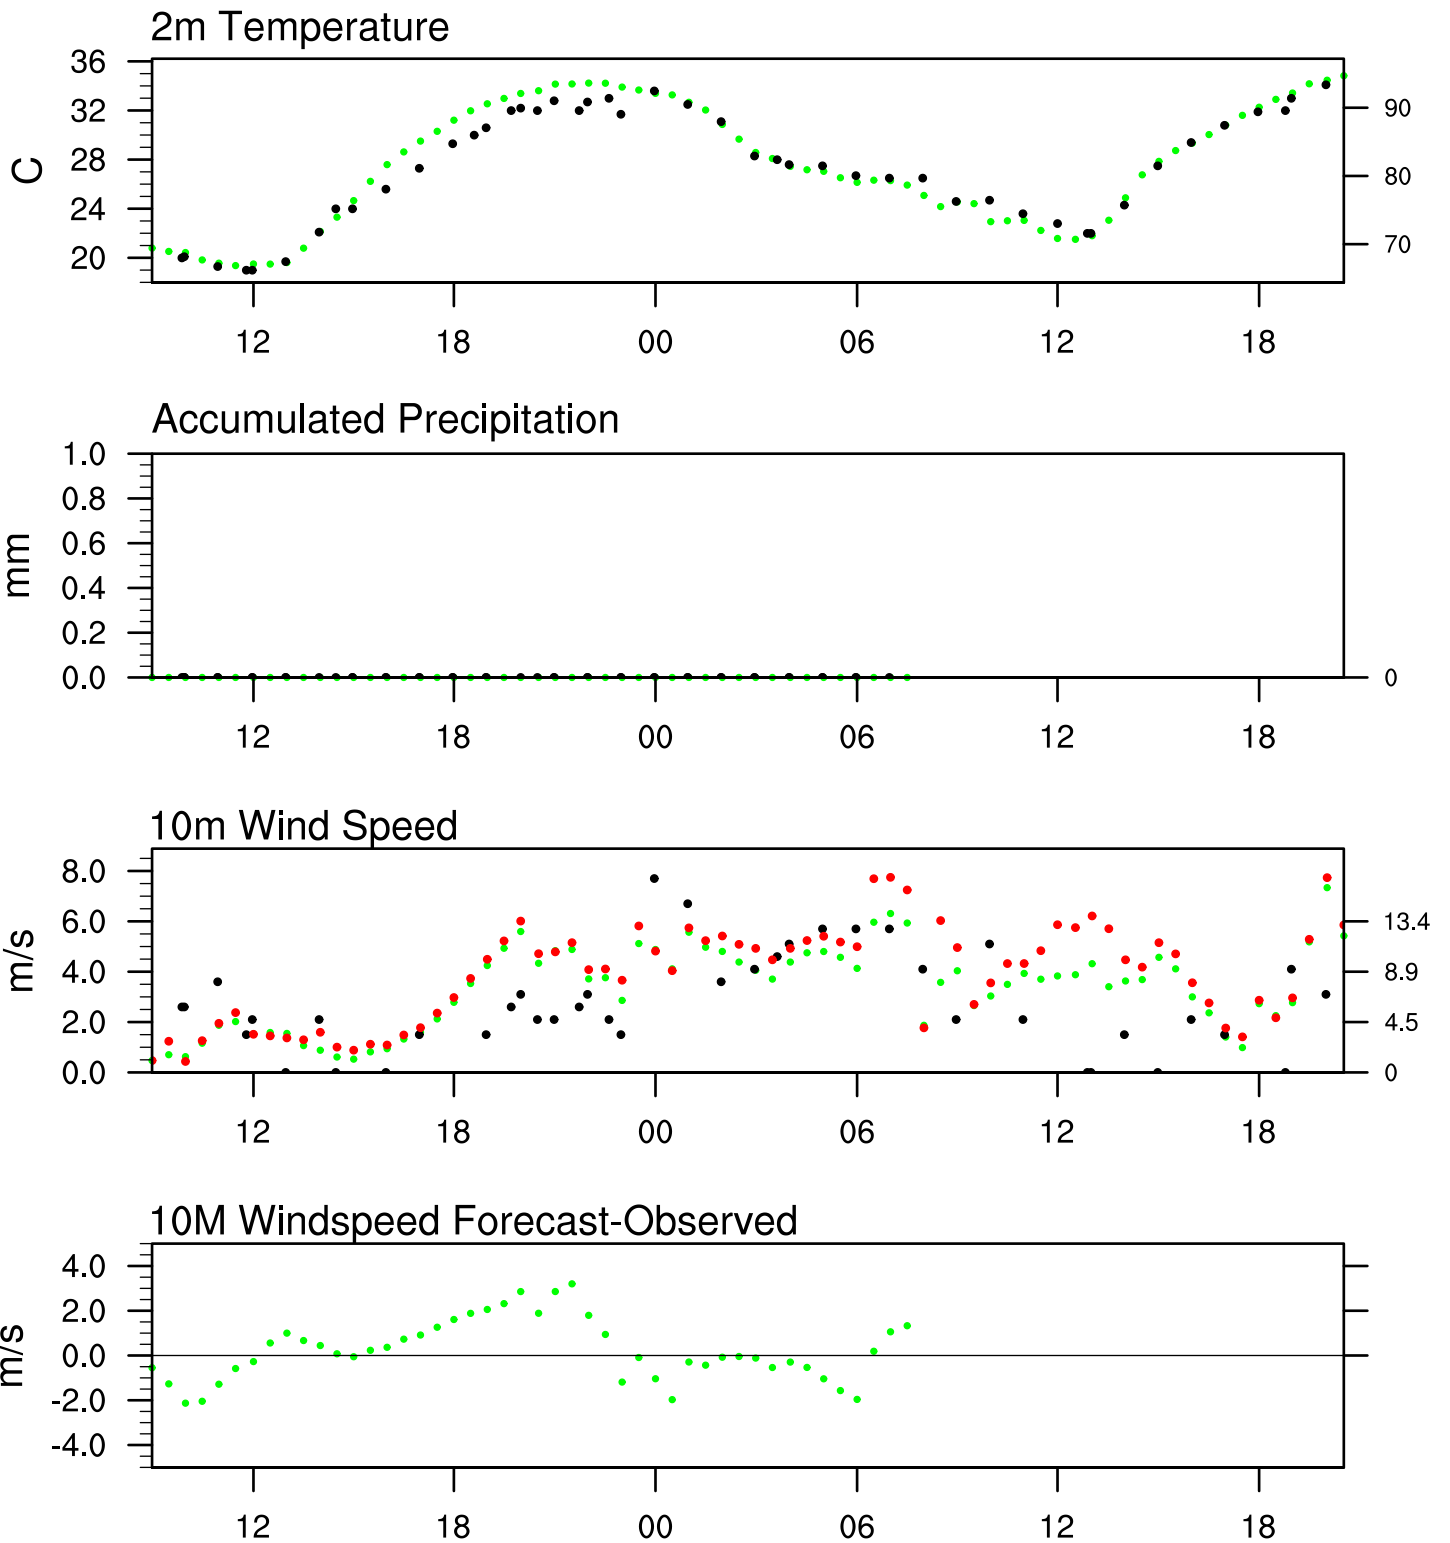 2m Temperature
36
32
28
24
20
C
90
80
70
12 18 00 06 12 18
Accumulated Precipitation
1.0
0.8
0.6
0.4
0.2
0.0
mm
0
12 18 00 06 12 18
10m Wind Speed
8.0
6.0
4.0
2.0
0.0
m/s
13.4
8.9
4.5
0
12 18 00 06 12 18
10M Windspeed Forecast-Observed
4.0
2.0
0.0
-2.0
-4.0
m/s
12 18 00 06 12 18